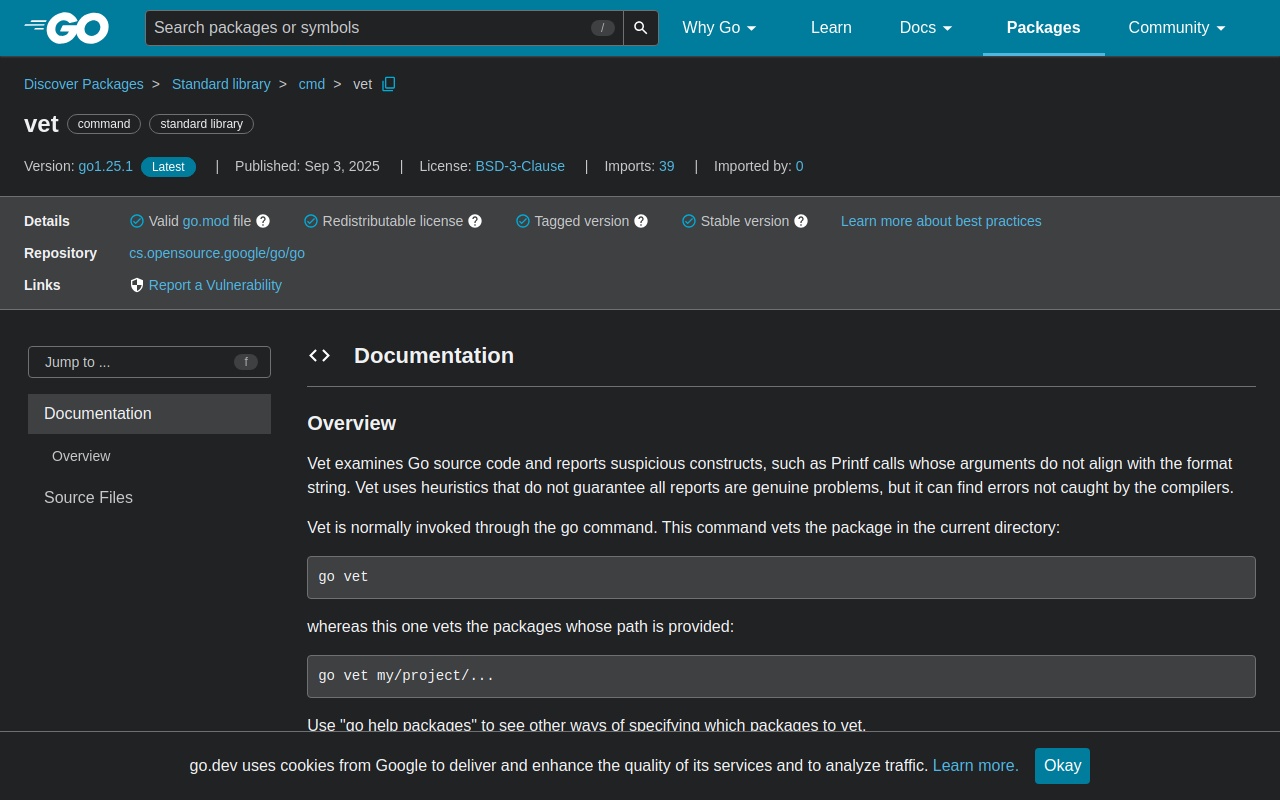 GO
Search packages or symbols /
Why Go
Learn
Docs
Packages
Community
Discover Packages > Standard library > cmd > vet
vet command standard library
Version: go1.25.1 Latest | Published: Sep 3, 2025 | License: BSD-3-Clause | Imports: 39 | Imported by: 0
Details Valid go.mod file Redistributable license Tagged version Stable version Learn more about best practices
Repository cs.opensource.google/go/go
Links Report a Vulnerability
Jump to ... f
Documentation
Overview
Source Files
Documentation
Overview
Vet examines Go source code and reports suspicious constructs, such as Printf calls whose arguments do not align with the format
string. Vet uses heuristics that do not guarantee all reports are genuine problems, but it can find errors not caught by the compilers.
Vet is normally invoked through the go command. This command vets the package in the current directory:
go vet
whereas this one vets the packages whose path is provided:
go vet my/project/...
Use "go help packages" to see other ways of specifying which packages to vet.
go.dev uses cookies from Google to deliver and enhance the quality of its services and to analyze traffic. Learn more. Okay